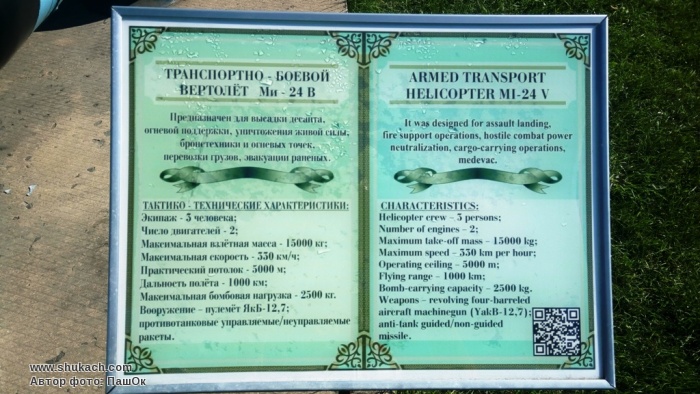 ТРАНСПОРТНО - БОЕВОЙ
ВЕРТОЛЁТ Ми - 24 В
Предназначен для высадки десанта,
огневой поддержки, уничтожения живой силы,
бронетехники и огневых точек,
перевозки грузов, эвакуации раненых.
ТАКТИКО - ТЕХНИЧЕСКИЕ ХАРАКТЕРИСТИКИ:
Экипаж - 3 человека;
Число двигателей - 2;
Максимальная взлётная масса - 15000 кг;
Максимальная скорость - 350 км/ч;
Практический потолок - 5000 м;
Дальность полёта - 1000 км;
Максимальная бомбовая нагрузка - 2500 кг.
Вооружение – пулемёт ЯкБ-12,7;
противотанковые управляемые/неуправляемые
ракеты.
ARMED TRANSPORT
HELICOPTER MI-24 V
It was designed for assault landing,
fire support operations, hostile combat power
neutralization, cargo-carrying operations,
medevac.
CHARACTERISTICS:
Helicopter crew – 3 persons;
Number of engines – 2;
Maximum take-off mass – 15000 kg;
Maximum speed – 350 km per hour;
Operating ceiling – 5000 m;
Flying range – 1000 km;
Bomb-carrying capacity – 2500 kg.
Weapons – revolving four-barreled
aircraft machinegun (YakB-12,7);
anti-tank guided/non-guided
missile.
www.shukach.com
Автор фото: ПашОк